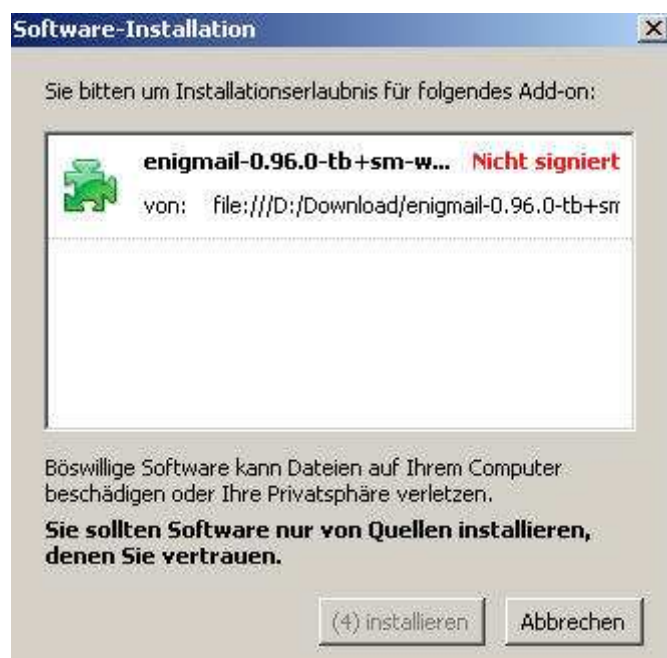 Software-Installation
Sie bitten um Installationserlaubnis für folgendes Add-on:
enigmail-0.96.0-tb+sm-w... Nicht signiert
von: file:///D:/Download/enigmail-0.96.0-tb+sm
Böswillige Software kann Dateien auf Ihrem Computer
beschädigen oder Ihre Privatsphäre verletzen.
Sie sollten Software nur von Quellen installieren,
denen Sie vertrauen.
(4) installieren Abbrechen